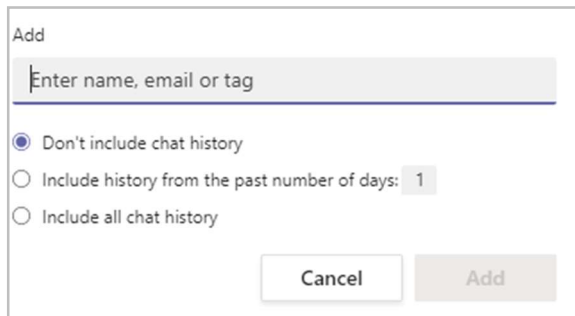 Add
Enter name, email or tag
Don't include chat history
Include history from the past number of days: 1
Include all chat history
Cancel Add